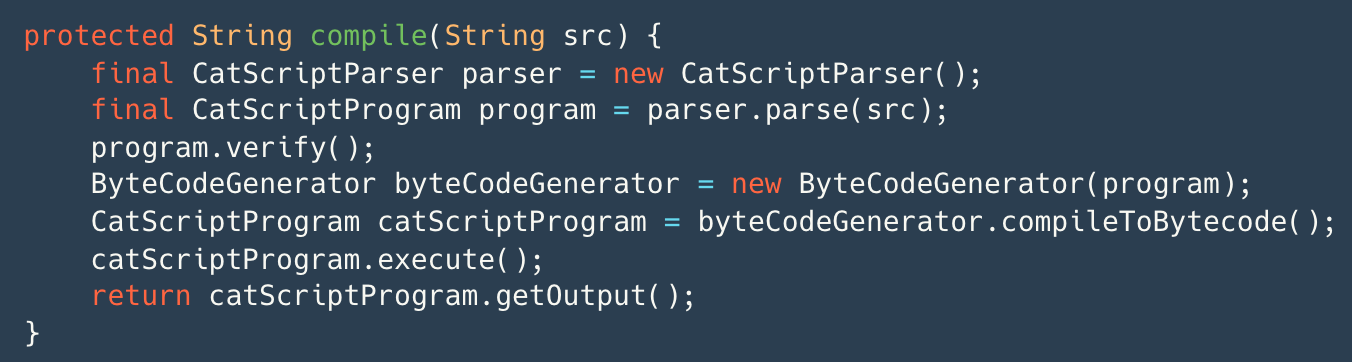 protected String compile(String src) {
    final CatScriptParser parser = new CatScriptParser();
    final CatScriptProgram program = parser.parse(src);
    program.verify();
    ByteCodeGenerator byteCodeGenerator = new ByteCodeGenerator(program);
    CatScriptProgram catScriptProgram = byteCodeGenerator.compileToBytecode();
    catScriptProgram.execute();
    return catScriptProgram.getOutput();
}